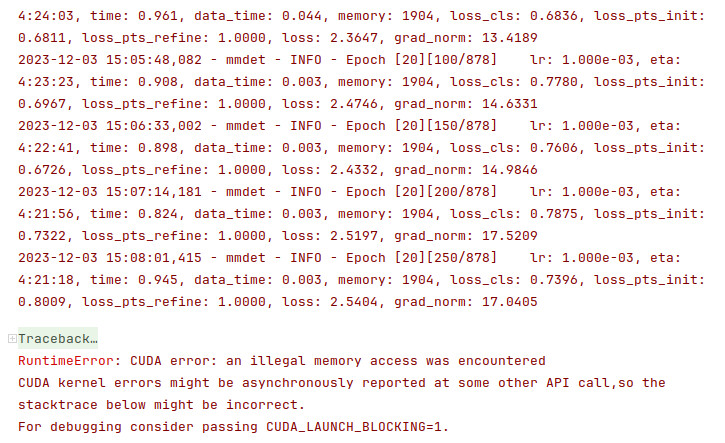 4:24:03, time: 0.961, data_time: 0.044, memory: 1904, loss_cls: 0.6836, loss_pts_init:
0.6811, loss_pts_refine: 1.0000, loss: 2.3647, grad_norm: 13.4189
2023-12-03 15:05:48,082 - mmdet - INFO - Epoch [20][100/878]    lr: 1.000e-03, eta:
4:23:23, time: 0.908, data_time: 0.003, memory: 1904, loss_cls: 0.7780, loss_pts_init:
0.6967, loss_pts_refine: 1.0000, loss: 2.4746, grad_norm: 14.6331
2023-12-03 15:06:33,002 - mmdet - INFO - Epoch [20][150/878]    lr: 1.000e-03, eta:
4:22:41, time: 0.898, data_time: 0.003, memory: 1904, loss_cls: 0.7606, loss_pts_init:
0.6726, loss_pts_refine: 1.0000, loss: 2.4332, grad_norm: 14.9846
2023-12-03 15:07:14,181 - mmdet - INFO - Epoch [20][200/878]    lr: 1.000e-03, eta:
4:21:56, time: 0.824, data_time: 0.003, memory: 1904, loss_cls: 0.7875, loss_pts_init:
0.7322, loss_pts_refine: 1.0000, loss: 2.5197, grad_norm: 17.5209
2023-12-03 15:08:01,415 - mmdet - INFO - Epoch [20][250/878]    lr: 1.000e-03, eta:
4:21:18, time: 0.945, data_time: 0.003, memory: 1904, loss_cls: 0.7396, loss_pts_init:
0.8009, loss_pts_refine: 1.0000, loss: 2.5404, grad_norm: 17.0405
Traceback…
RuntimeError: CUDA error: an illegal memory access was encountered
CUDA kernel errors might be asynchronously reported at some other API call,so the
stacktrace below might be incorrect.
For debugging consider passing CUDA_LAUNCH_BLOCKING=1.